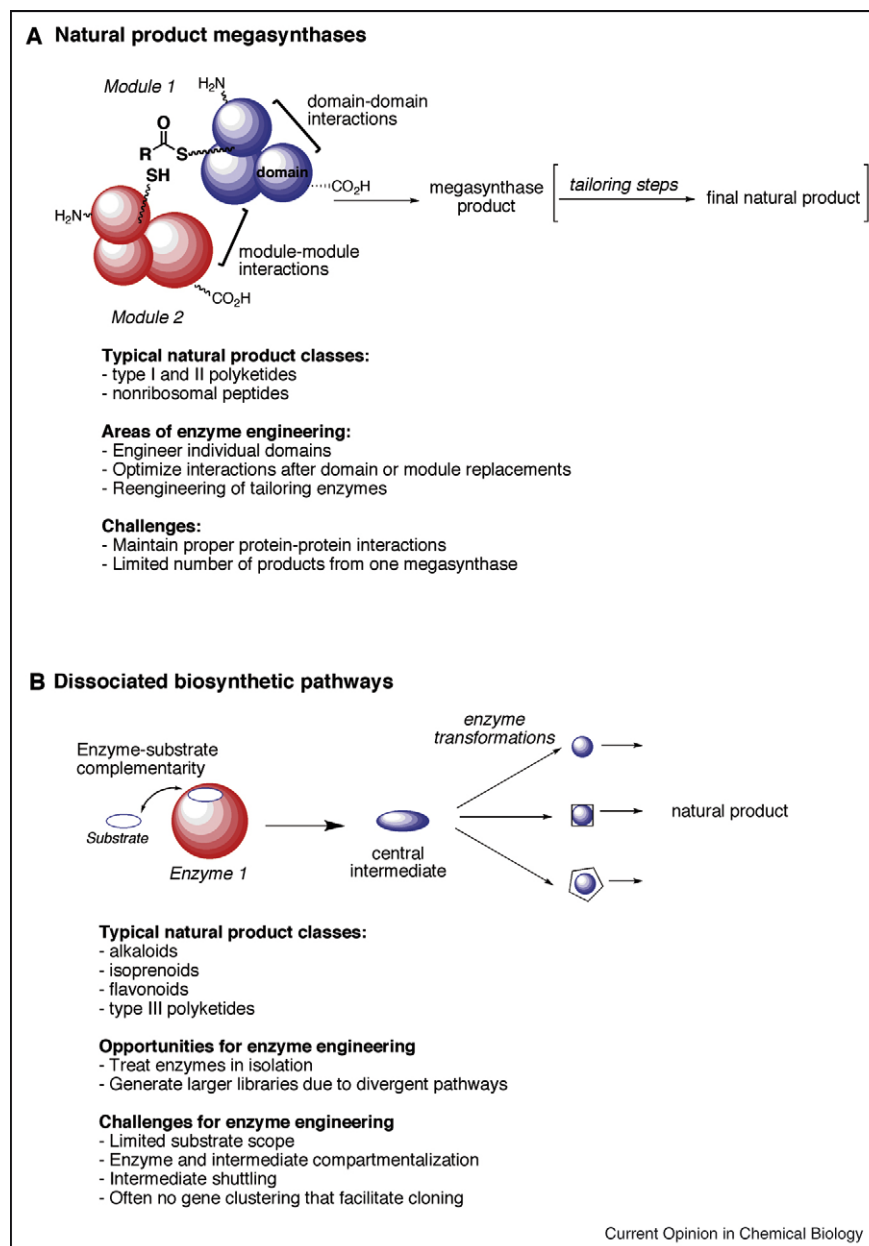 A Natural product megasynthases
Module 1
H₂N
domain-domain
interactions
O
R
S
SH
domain
CO₂H
megasynthase
product
tailoring steps
final natural product
H₂N
module-module
interactions
CO₂H
Module 2
Typical natural product classes:
- type I and II polyketides
- nonribosomal peptides
Areas of enzyme engineering:
- Engineer individual domains
- Optimize interactions after domain or module replacements
- Reengineering of tailoring enzymes
Challenges:
- Maintain proper protein-protein interactions
- Limited number of products from one megasynthase
B Dissociated biosynthetic pathways
Enzyme-substrate
complementarity
Substrate
Enzyme 1
central
intermediate
enzyme
transformations
natural product
Typical natural product classes:
- alkaloids
- isoprenoids
- flavonoids
- type III polyketides
Opportunities for enzyme engineering
- Treat enzymes in isolation
- Generate larger libraries due to divergent pathways
Challenges for enzyme engineering
- Limited substrate scope
- Enzyme and intermediate compartmentalization
- Intermediate shuttling
- Often no gene clustering that facilitate cloning
Current Opinion in Chemical Biology